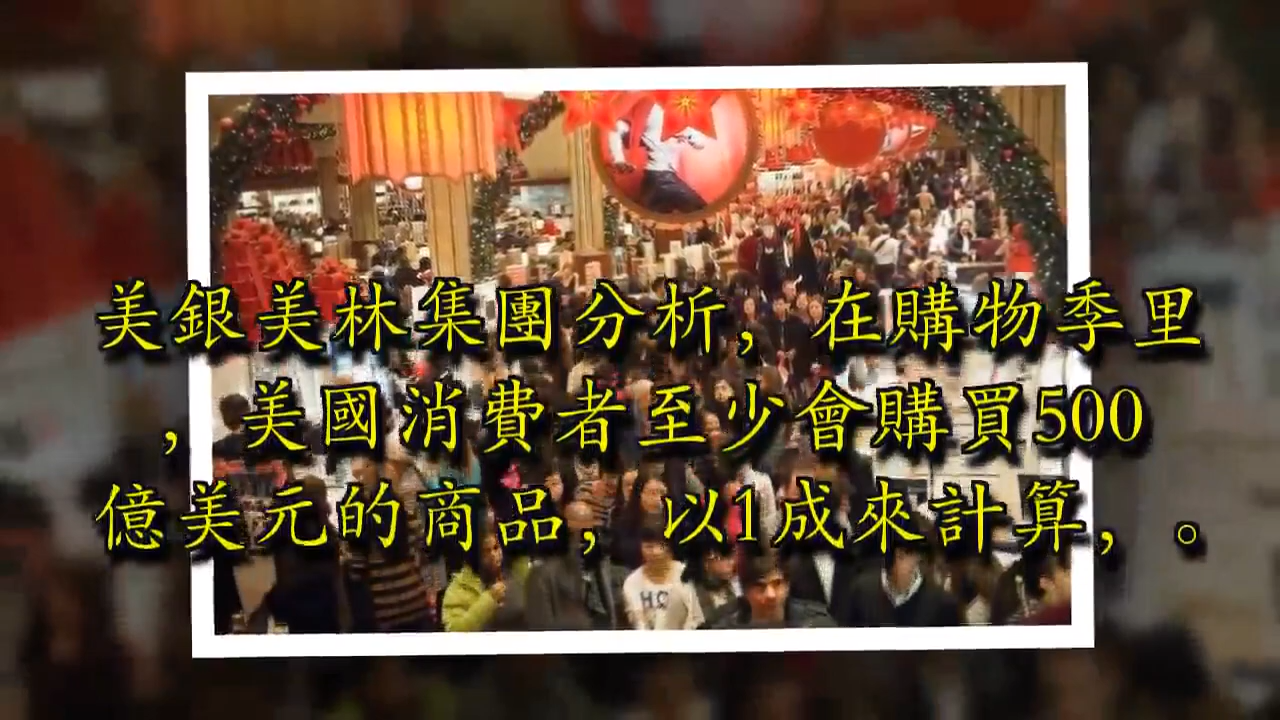 美銀美林集團分析，在購物季里
，美國消費者至少會購買500
億美元的商品，以1成來計算，。